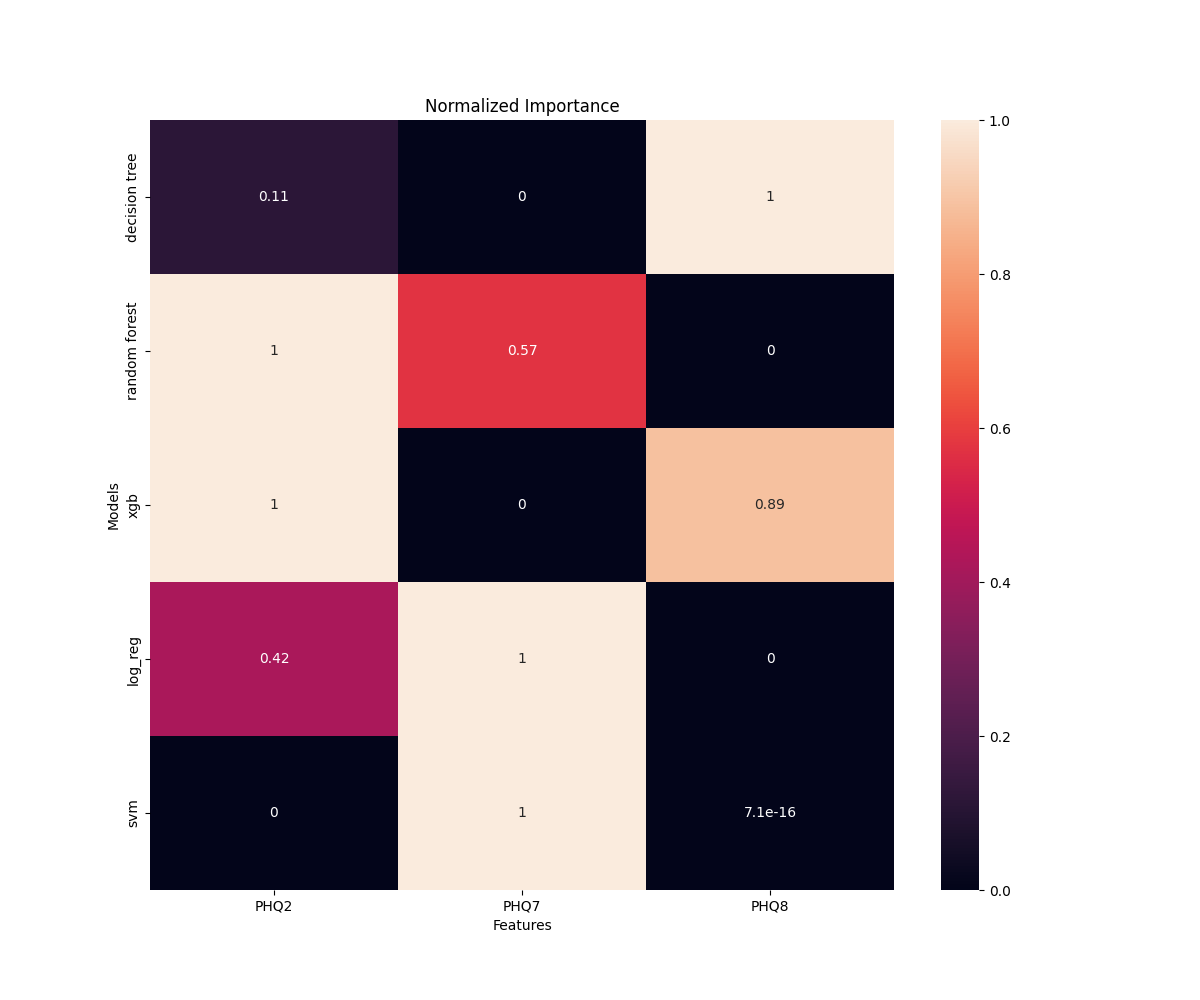 Normalized Importance
decision tree
0.11 0 1
random forest
1 0.57 0
Models
xgb
1 0 0.89
log_reg
0.42 1 0
svm
0 1 7.1e-16
PHQ2 PHQ7 PHQ8
Features
1.0
0.8
0.6
0.4
0.2
0.0